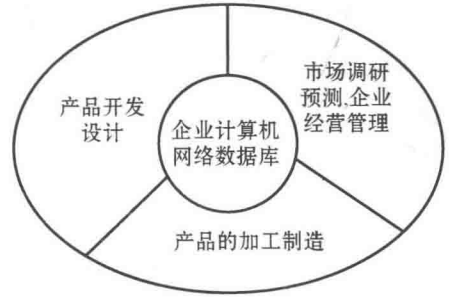 产品开发
设计
市场调研
预测、企业
经营管理
企业计算机
网络数据库
产品的加工制造